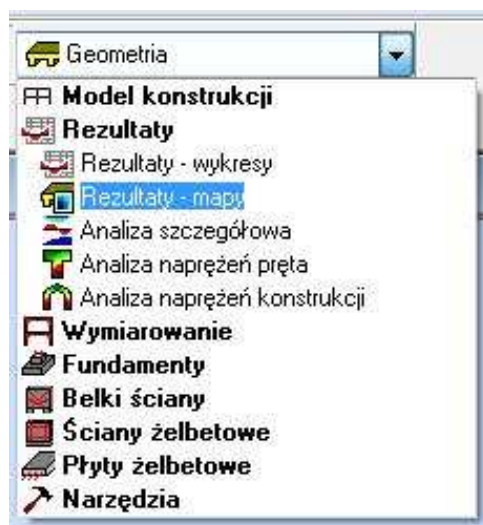 Geometria
Model konstrukcji
Rezultaty
Rezultaty - wykresy
Rezultaty - mapy
Analiza szczegółowa
Analiza naprężeń pręta
Analiza naprężeń konstrukcji
Wymiarowanie
Fundamenty
Belki ściany
Ściany żelbetowe
Płyty żelbetowe
Narzędzia